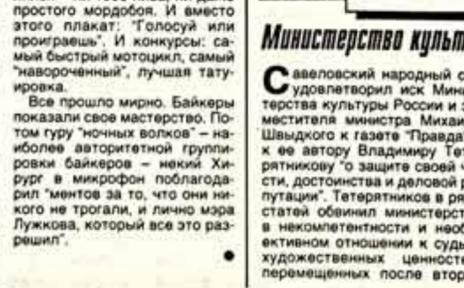 простого мордобоя. И вместо
этого плакат: "Голосуй или
проиграешь". И конкурсы: са-
мый быстрый мотоцикл, самый
"навороченный", лучшая тату-
ировка.
Все прошло мирно. Байкеры
показали свое мастерство. По-
том гуру "ночных волков" – на-
иболее авторитетной группи-
ровки байкеров – некий Хи-
рург в микрофон поблагода-
рил "ментов за то, что они ни-
кого не трогали, и лично мэра
Лужкова, который все это раз-
решил".
Министерство культ
Савеловский народный с
удовлетворил иск Мини
терства культуры России и з
местителя министра Михаи
Швыдкого к газете "Правда
к ее автору Владимиру Тет
рятникову "о защите своей ч
сти, достоинства и деловой р
путации". Тетерятников в ря
статей обвинил министерст
в некомпетентности и необ
ективном отношении к судь
художественных ценносте
перемещенных после втор